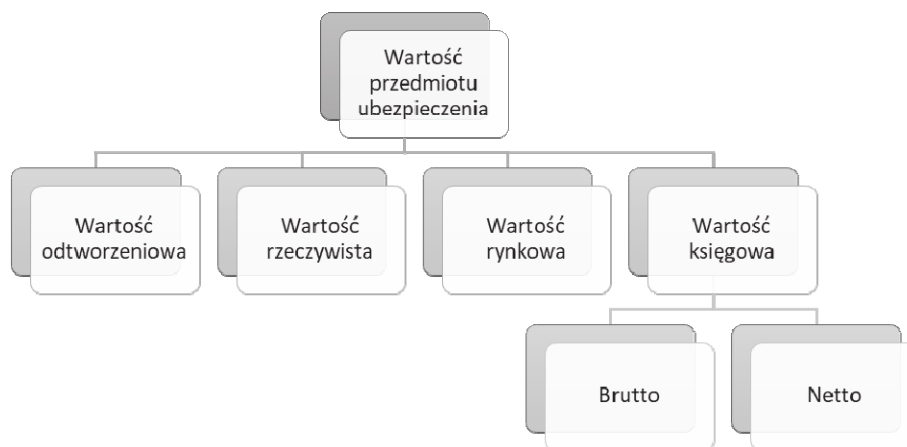 Wartość
przedmiotu
ubezpieczenia
Wartość
odtworzeniowa
Wartość
rzeczywista
Wartość
rynkowa
Wartość
księgowa
Brutto
Netto